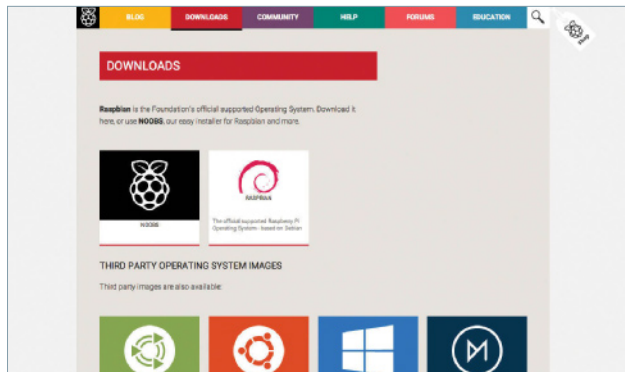 BLOG DOWNLOADS COMMUNITY HELP FORUMS EDUCATION
shop
DOWNLOADS
Raspbian is the Foundation's official supported Operating System. Download it
here, or use NOOBS, our easy installer for Raspbian and more.
NOOBS
RASPBIAN
The official supported Raspberry Pi
Operating System - based on Debian
THIRD PARTY OPERATING SYSTEM IMAGES
Third party images are also available: